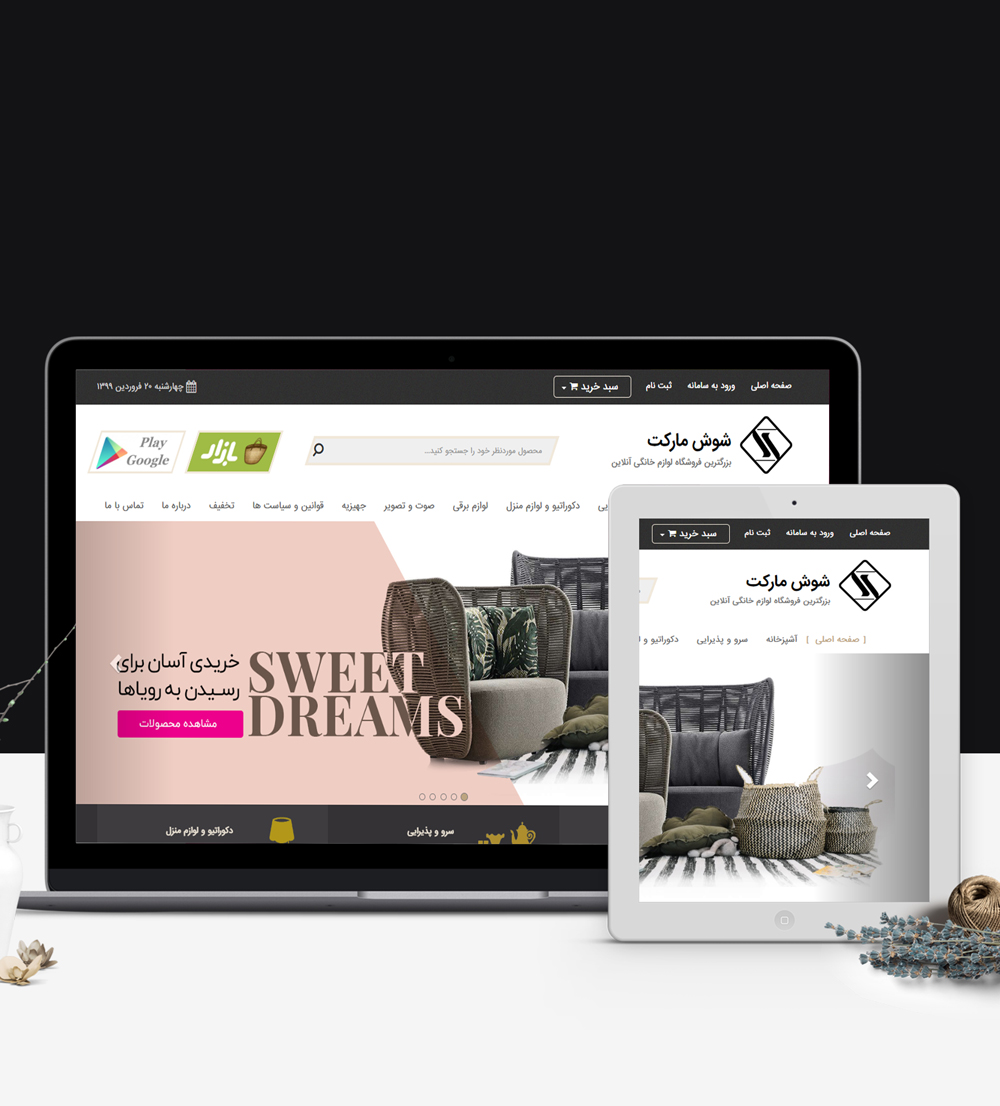 صفحه اصلی ورود به سامانه ثبت نام سبد خرید چهارشنبه ۲۰ فروردین ۱۳۹۹
شوش مارکت
بزرگترین فروشگاه لوازم خانگی آنلاین
محصول موردنظر خود را جستجو کنید...
بازار
Play
Google
دکوراتیو و لوازم منزل لوازم برقی صوت و تصویر جهیزیه قوانین و سیاست ها تخفیف درباره ما تماس با ما
SWEET
DREAMS
خریدی آسان برای
رسیدن به رویاها
مشاهده محصولات
سرو و پذیرایی دکوراتیو و لوازم منزل
صفحه اصلی ورود به سامانه ثبت نام سبد خرید
شوش مارکت
بزرگترین فروشگاه لوازم خانگی آنلاین
[ صفحه اصلی ] آشپزخانه سرو و پذیرایی دکوراتیو و